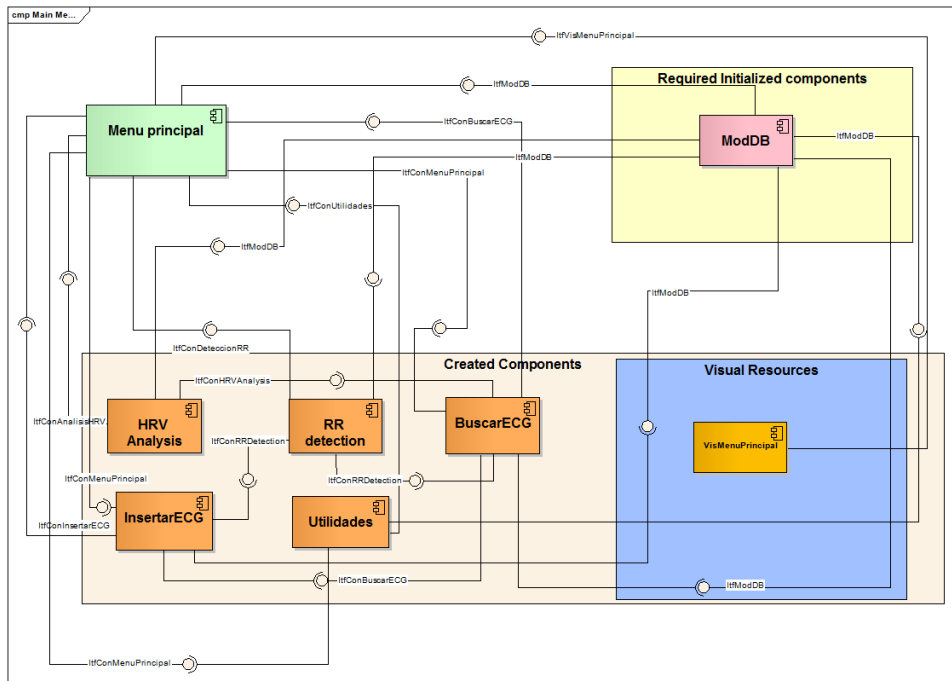 cmp Main Me...
ItfVisMenuPrincipal
Required Initialized components
ItfModDB
ItfConBuscarECG
Menu principal
ModDB
ItfModDB
ItfModDB
ItfConMenuPrincipal
ItfConUtilidades
ItfModDB
ItfModDB
ItfConDeteccionRR
Created Components
Visual Resources
ItfConHRVAnalysis
HRV
Analysis
RR
detection
BuscarECG
ItfConAnalisisHRV
ItfConRRDetection
VisMenuPrincipal
ItfConMenuPrincipal
ItfConRRDetection
InsertarECG
Utilidades
ItfConInsertarECG
ItfConBuscarECG
ItfModDB
ItfConMenuPrincipal